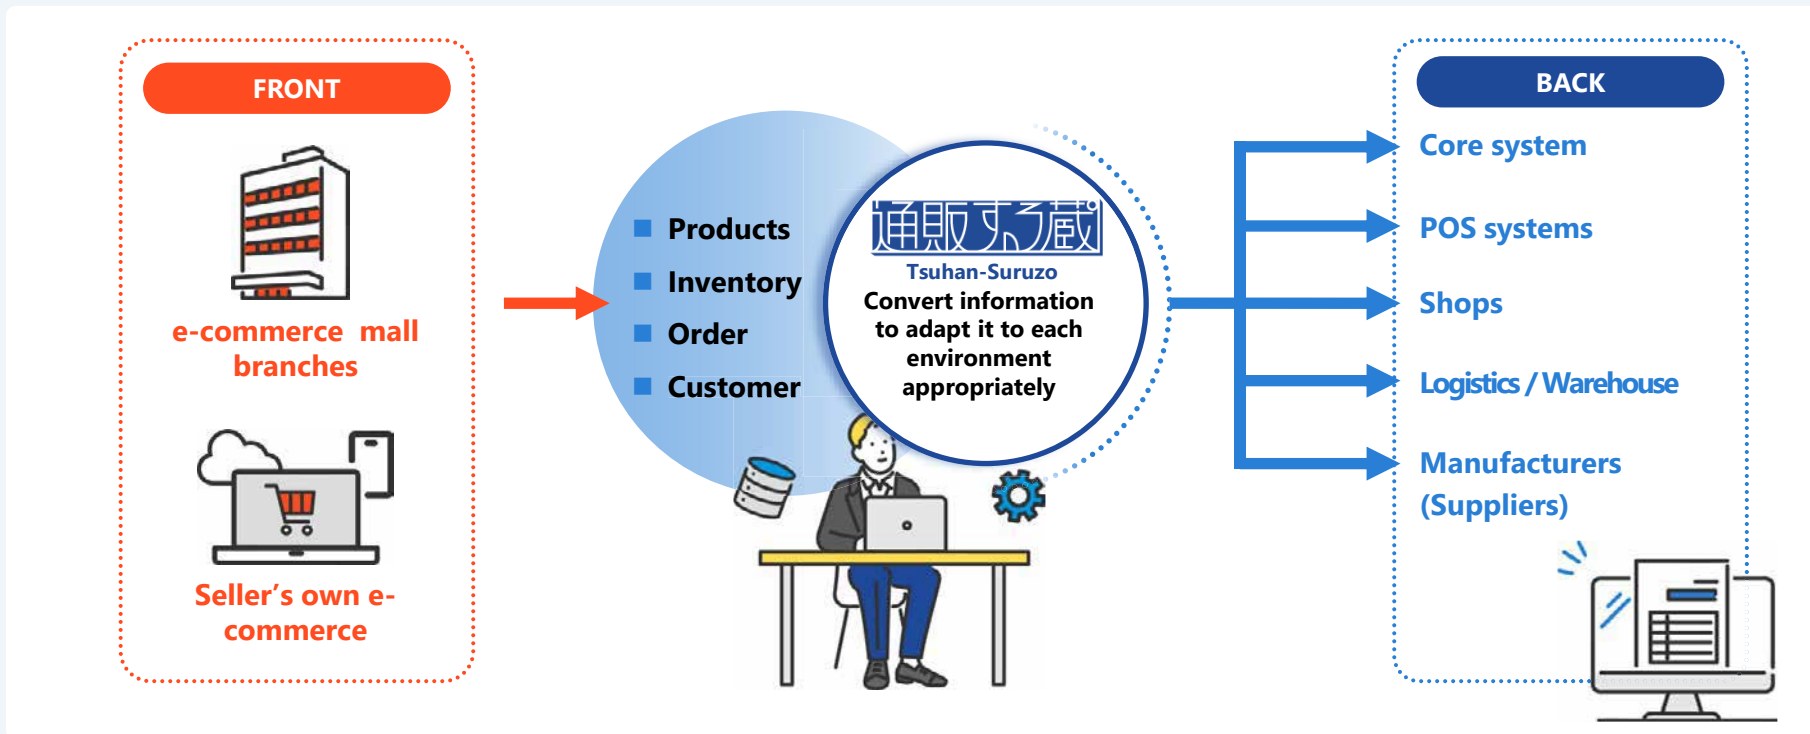 FRONT
e-commerce mall
branches
Seller’s own e-
commerce
Products
Inventory
Order
Customer
通販する蔵
Tsuhan-Suruzo
Convert information
to adapt it to each
environment
appropriately
BACK
Core system
POS systems
Shops
Logistics / Warehouse
Manufacturers
(Suppliers)